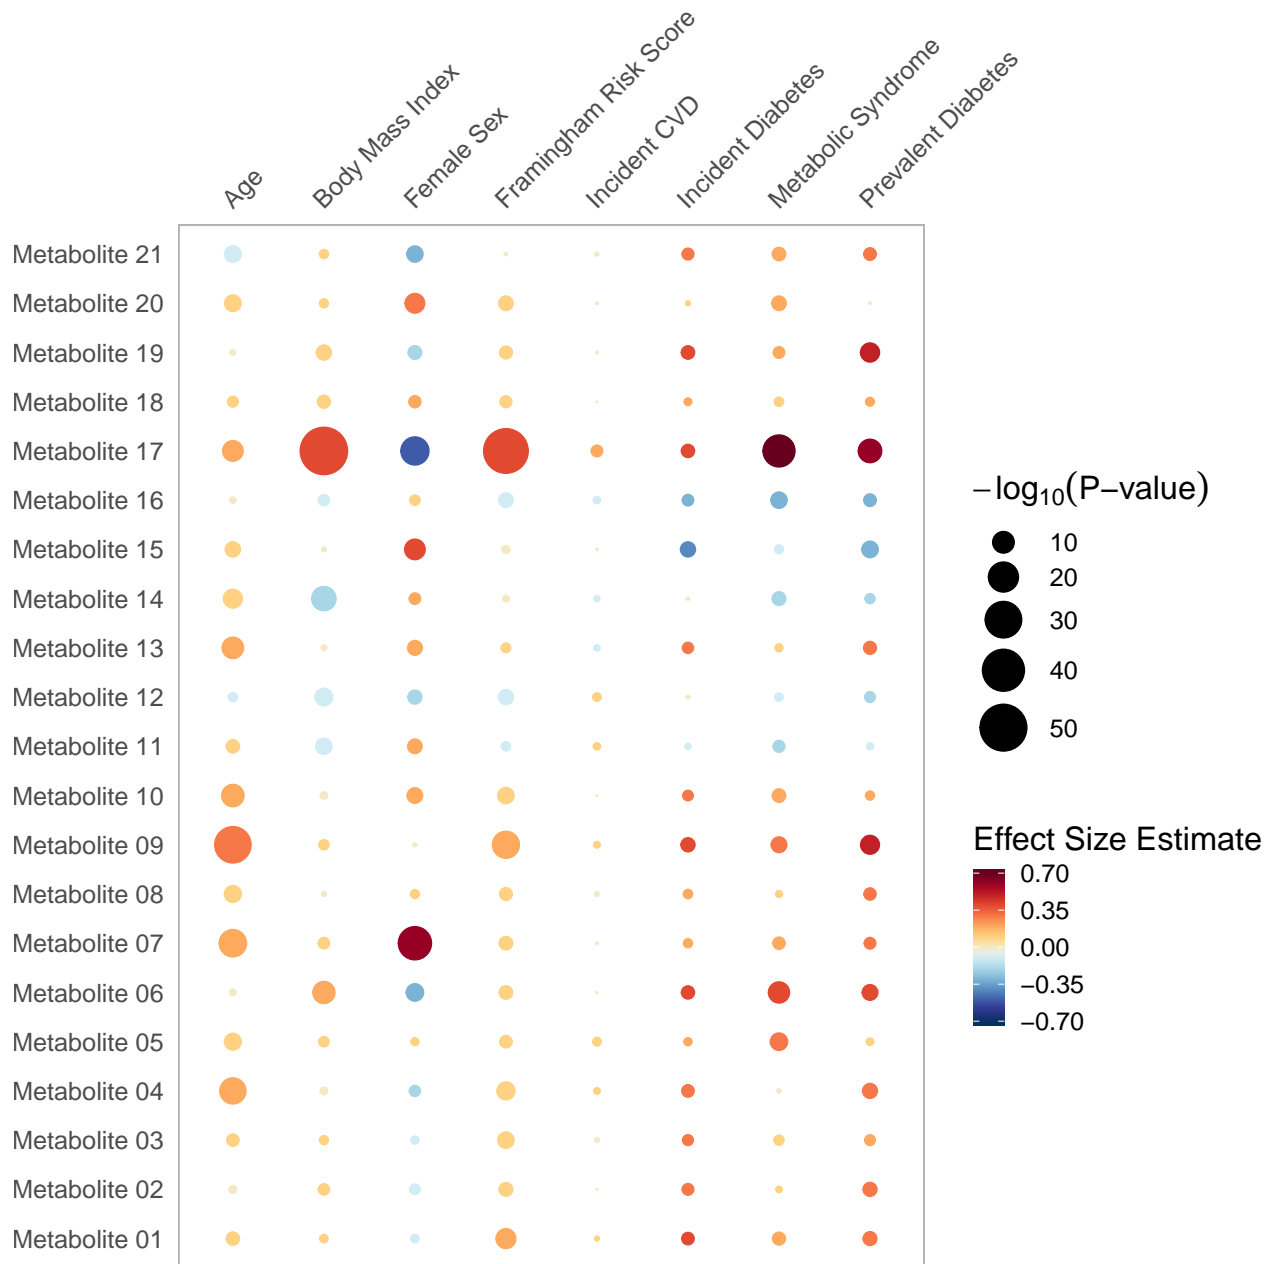 Age
Body Mass Index
Female Sex
Framingham Risk Score
Incident CVD
Incident Diabetes
Metabolic Syndrome
Prevalent Diabetes
Metabolite 21
Metabolite 20
Metabolite 19
Metabolite 18
Metabolite 17
Metabolite 16
Metabolite 15
Metabolite 14
Metabolite 13
Metabolite 12
Metabolite 11
Metabolite 10
Metabolite 09
Metabolite 08
Metabolite 07
Metabolite 06
Metabolite 05
Metabolite 04
Metabolite 03
Metabolite 02
Metabolite 01
−log₁₀(P−value)
10
20
30
40
50
Effect Size Estimate
0.70
0.35
0.00
−0.35
−0.70